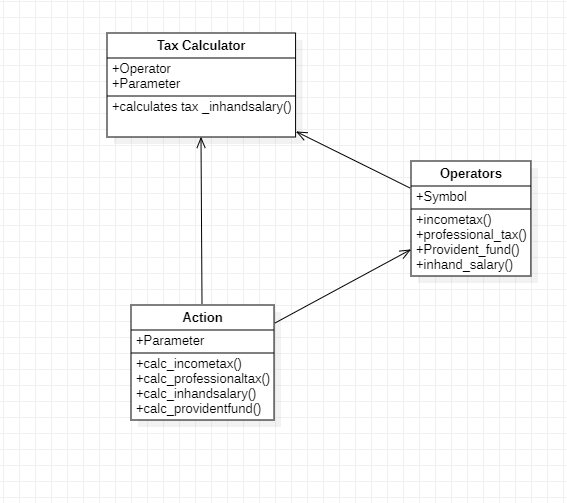 Tax Calculator
+Operator
+Parameter
+calculates tax _inhandsalary()
Operators
+Symbol
+incometax()
+professional_tax()
+Provident_fund()
+inhand_salary()
Action
+Parameter
+calc_incometax()
+calc_professionaltax()
+calc_inhandsalary()
+calc_providentfund()